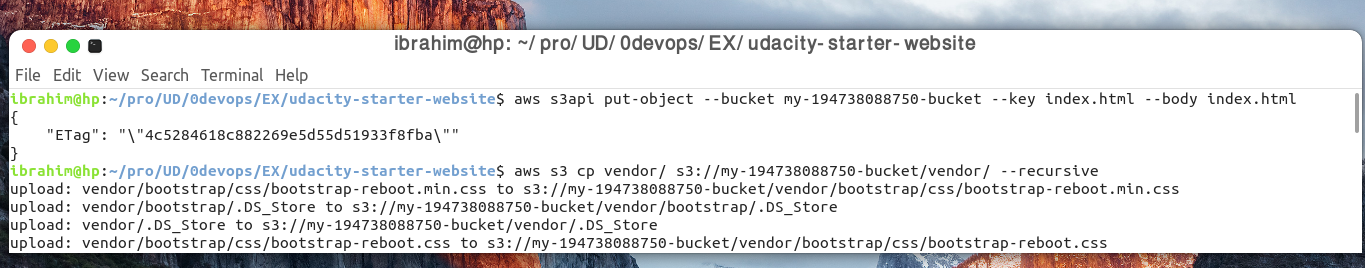 ibrahim@hp: ~/pro/UD/0devops/EX/udacity-starter-website
File Edit View Search Terminal Help
ibrahim@hp:~/pro/UD/0devops/EX/udacity-starter-website$ aws s3api put-object --bucket my-194738088750-bucket --key index.html --body index.html
{
    "ETag": "\"4c5284618c882269e5d55d51933f8fba\""
}
ibrahim@hp:~/pro/UD/0devops/EX/udacity-starter-website$ aws s3 cp vendor/ s3://my-194738088750-bucket/vendor/ --recursive
upload: vendor/bootstrap/css/bootstrap-reboot.min.css to s3://my-194738088750-bucket/vendor/bootstrap/css/bootstrap-reboot.min.css
upload: vendor/bootstrap/.DS_Store to s3://my-194738088750-bucket/vendor/bootstrap/.DS_Store
upload: vendor/.DS_Store to s3://my-194738088750-bucket/vendor/.DS_Store
upload: vendor/bootstrap/css/bootstrap-reboot.css to s3://my-194738088750-bucket/vendor/bootstrap/css/bootstrap-reboot.css